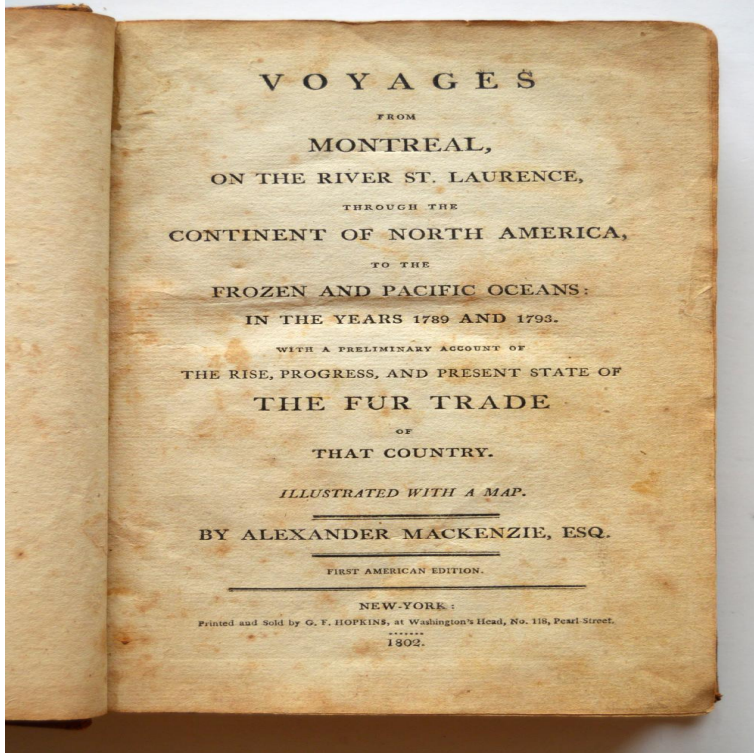 VOYAGES
FROM
MONTREAL,
ON THE RIVER ST. LAURENCE,
THROUGH THE
CONTINENT OF NORTH AMERICA,
TO THE
FROZEN AND PACIFIC OCEANS:
IN THE YEARS 1789 AND 1793.
WITH A PRELIMINARY ACCOUNT OF
THE RISE, PROGRESS, AND PRESENT STATE OF
THE FUR TRADE
OF
THAT COUNTRY.
ILLUSTRATED WITH A MAP.
BY ALEXANDER MACKENZIE, ESQ.
FIRST AMERICAN EDITION.
NEW-YORK:
Printed and Sold by G. F. HOPKINS, at Washington's Head, No. 118, Pearl-Street.
1802.